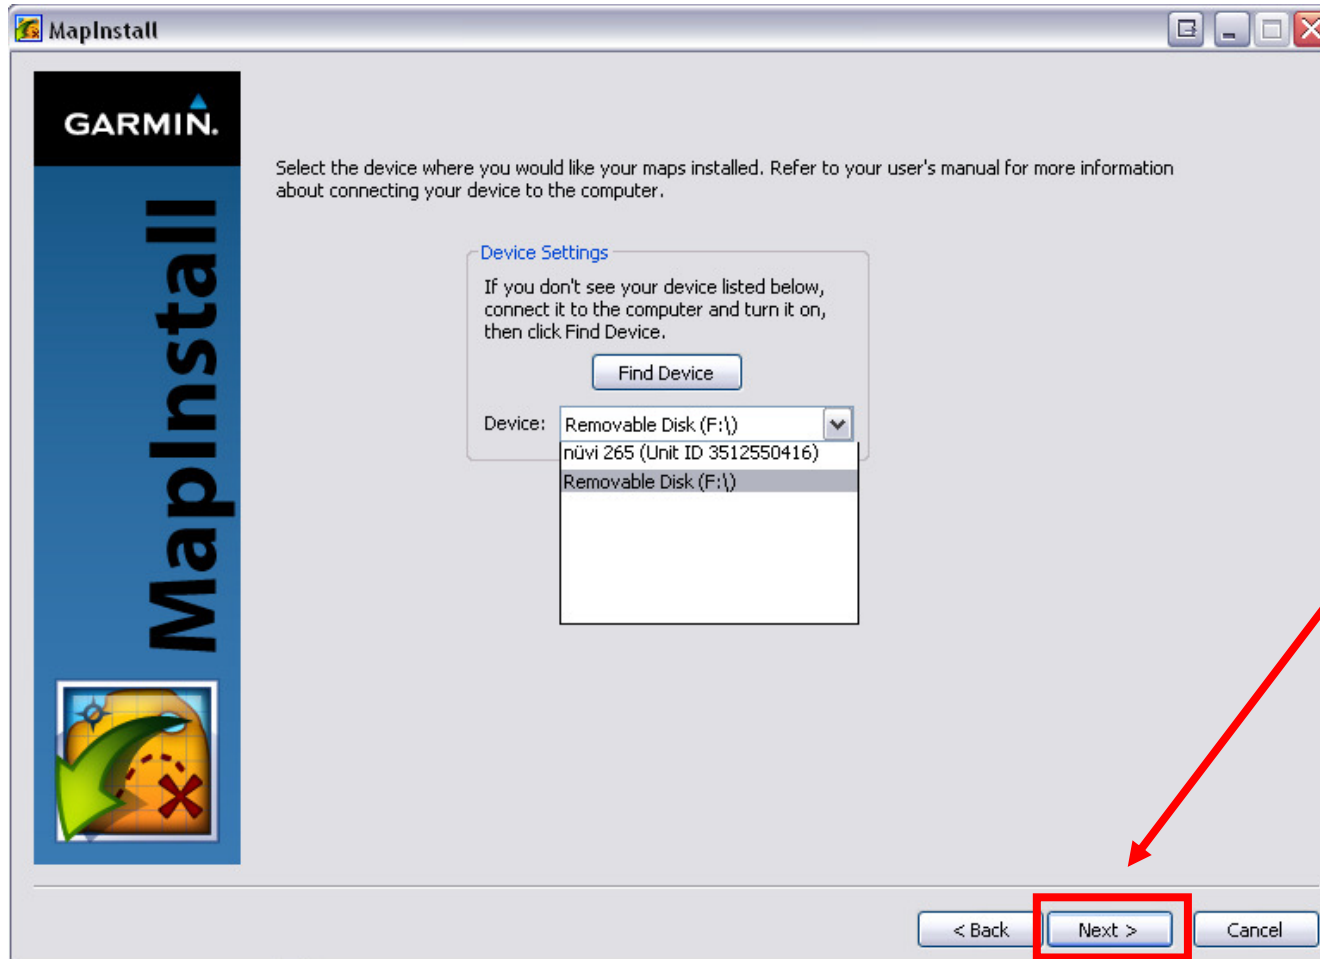 MapInstall
GARMIN.
MapInstall
Select the device where you would like your maps installed. Refer to your user's manual for more information
about connecting your device to the computer.
Device Settings
If you don't see your device listed below,
connect it to the computer and turn it on,
then click Find Device.
Find Device
Device: Removable Disk (F:\)
nüvi 265 (Unit ID 3512550416)
Removable Disk (F:\)
< Back Next > Cancel